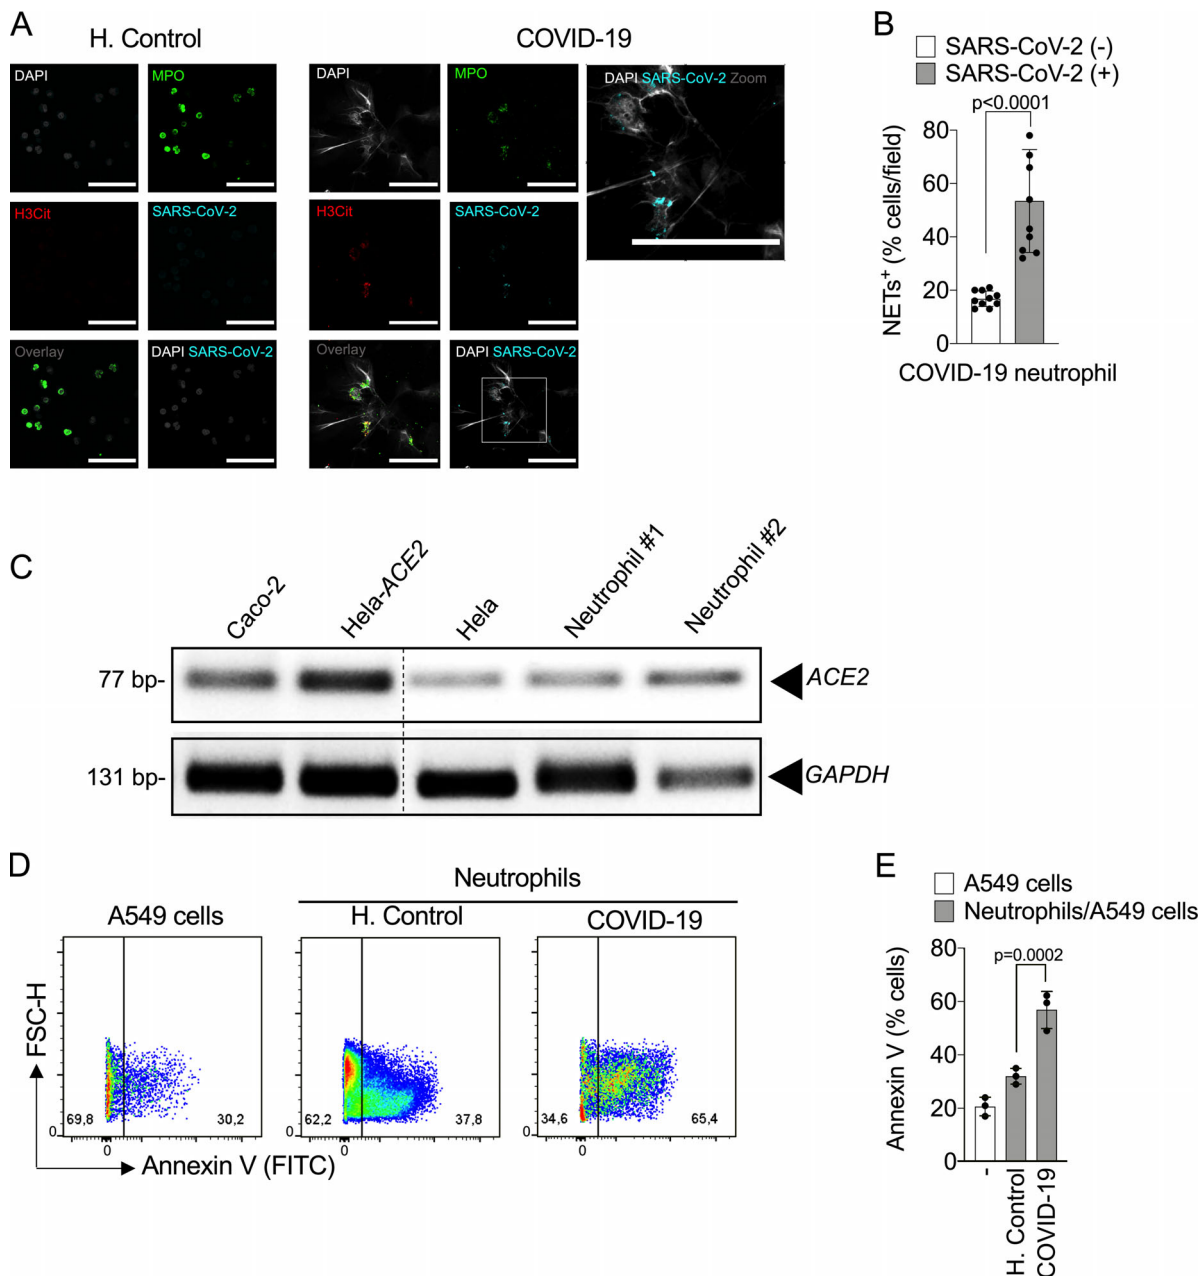 A
H. Control
COVID-19
DAPI
MPO
DAPI
MPO
DAPI SARS-CoV-2 Zoom
H3Cit
SARS-CoV-2
H3Cit
SARS-CoV-2
Overlay
DAPI SARS-CoV-2
Overlay
DAPI SARS-CoV-2
B
SARS-CoV-2 (-)
SARS-CoV-2 (+)
p<0.0001
80
60
40
20
0
NETs+ (% cells/field)
COVID-19 neutrophil
C
Caco-2
Hela-ACE2
Hela
Neutrophil #1
Neutrophil #2
77 bp-
ACE2
131 bp-
GAPDH
D
Neutrophils
A549 cells
H. Control
COVID-19
FSC-H
69,8
30,2
62,2
37,8
34,6
65,4
0
0
0
0
0
0
Annexin V (FITC)
E
A549 cells
Neutrophils/A549 cells
p=0.0002
80
60
40
20
0
Annexin V (% cells)
-
H. Control
COVID-19